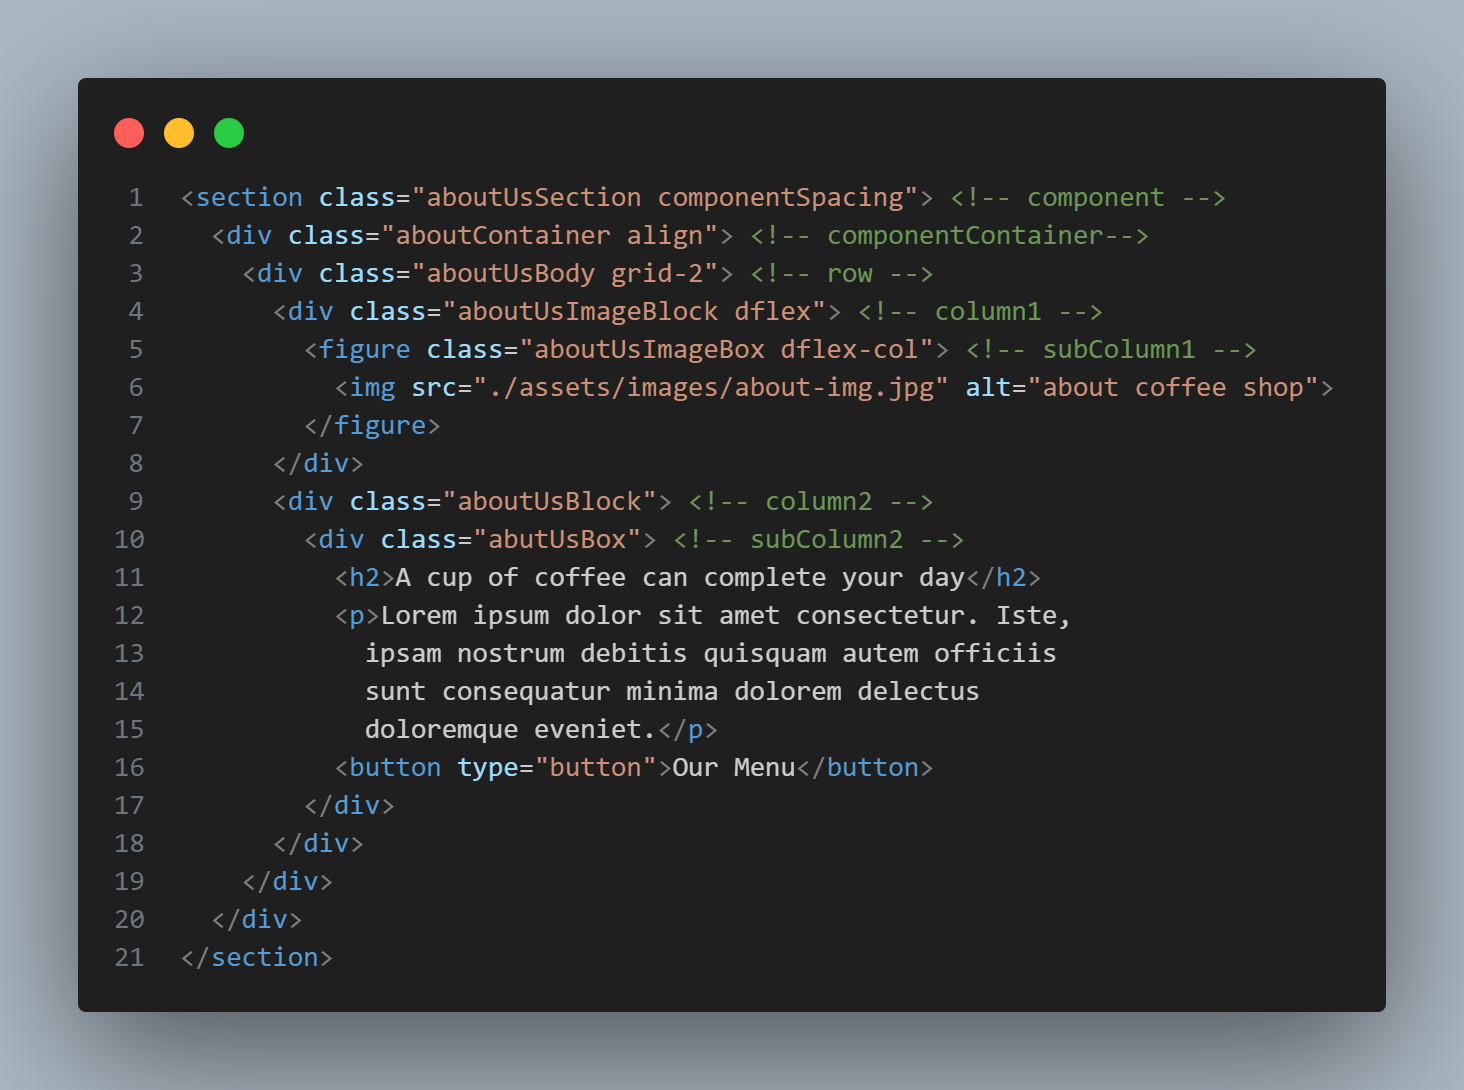 1 <section class="aboutUsSection componentSpacing"> <!-- component -->
2   <div class="aboutContainer align"> <!-- componentContainer-->
3     <div class="aboutUsBody grid-2"> <!-- row -->
4       <div class="aboutUsImageBlock dflex"> <!-- column1 -->
5         <figure class="aboutUsImageBox dflex-col"> <!-- subColumn1 -->
6           <img src="./assets/images/about-img.jpg" alt="about coffee shop">
7         </figure>
8       </div>
9       <div class="aboutUsBlock"> <!-- column2 -->
10         <div class="abutUsBox"> <!-- subColumn2 -->
11           <h2>A cup of coffee can complete your day</h2>
12           <p>Lorem ipsum dolor sit amet consectetur. Iste,
13             ipsam nostrum debitis quisquam autem officiis
14             sunt consequatur minima dolorem delectus
15             doloremque eveniet.</p>
16           <button type="button">Our Menu</button>
17         </div>
18       </div>
19     </div>
20   </div>
21 </section>